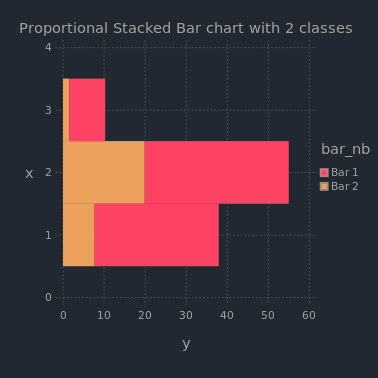 Proportional Stacked Bar chart with 2 classes
4
3
2
1
0
x
bar_nb
Bar 1
Bar 2
0 10 20 30 40 50 60
y